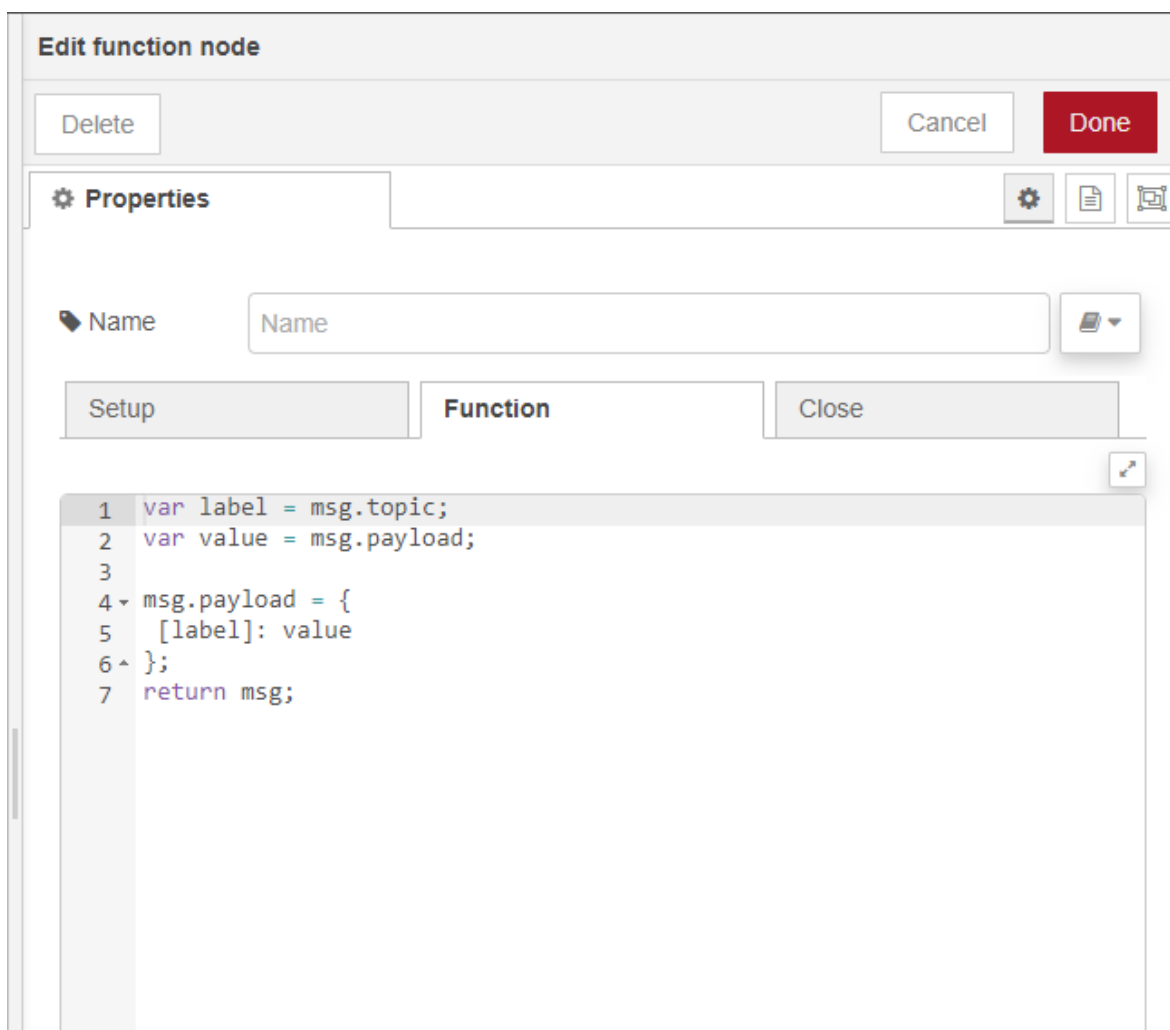 Edit function node
Delete Cancel Done
Properties
Name Name
Setup Function Close
1 var label = msg.topic;
2 var value = msg.payload;
3
4 msg.payload = {
5 [label]: value
6 };
7 return msg;